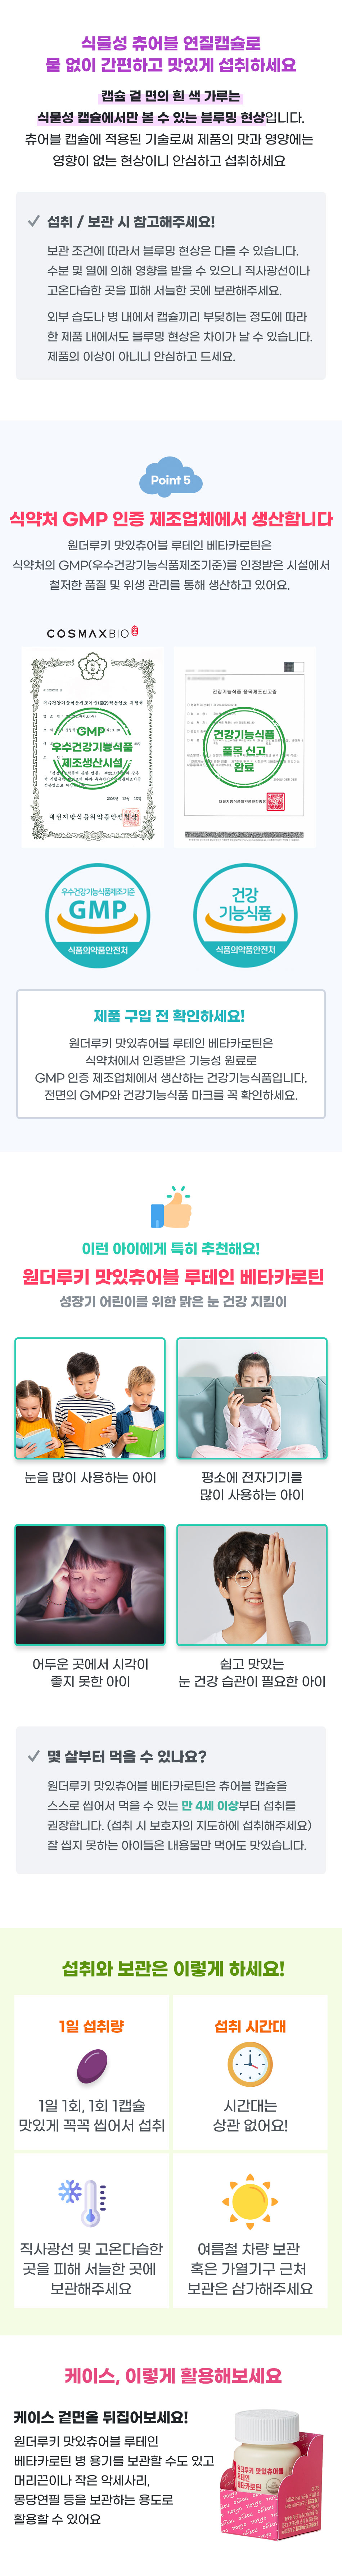 식물성 츄어블 연질캡슐로
물 없이 간편하고 맛있게 섭취하세요
캡슐 겉 면의 흰 색 가루는
식물성 캡슐에서만 볼 수 있는 블루밍 현상입니다.
츄어블 캡슐에 적용된 기술로써 제품의 맛과 영양에는
영향이 없는 현상이니 안심하고 섭취하세요
섭취 / 보관 시 참고해주세요!
보관 조건에 따라서 블루밍 현상은 다를 수 있습니다.
수분 및 열에 의해 영향을 받을 수 있으니 직사광선이나
고온다습한 곳을 피해 서늘한 곳에 보관해주세요.
외부 습도나 병 내에서 캡슐끼리 부딪히는 정도에 따라
한 제품 내에서도 블루밍 현상은 차이가 날 수 있습니다.
제품의 이상이 아니니 안심하고 드세요.
Point 5
식약처 GMP 인증 제조업체에서 생산합니다
원더루키 맛있츄어블 루테인 베타카로틴은
식약처의 GMP(우수건강기능식품제조기준)를 인정받은 시설에서
철저한 품질 및 위생 관리를 통해 생산하고 있어요.
COSMAXBIO
GMP
우수건강기능식품
제조생산시설
대전지방식품의약품안전청장
건강기능식품 품목제조신고증
건강기능식품
품목 신고
완료
우수건강기능식품제조기준
GMP
식품의약품안전처
건강
기능식품
식품의약품안전처
제품 구입 전 확인하세요!
원더루키 맛있츄어블 루테인 베타카로틴은
식약처에서 인증받은 기능성 원료로
GMP 인증 제조업체에서 생산하는 건강기능식품입니다.
전면의 GMP와 건강기능식품 마크를 꼭 확인하세요.
이런 아이에게 특히 추천해요!
원더루키 맛있츄어블 루테인 베타카로틴
성장기 어린이를 위한 맑은 눈 건강 지킴이
눈을 많이 사용하는 아이
평소에 전자기기를
많이 사용하는 아이
어두운 곳에서 시각이
좋지 못한 아이
쉽고 맛있는
눈 건강 습관이 필요한 아이
몇 살부터 먹을 수 있나요?
원더루키 맛있츄어블 베타카로틴은 츄어블 캡슐을
스스로 씹어서 먹을 수 있는 만 4세 이상부터 섭취를
권장합니다. (섭취 시 보호자의 지도하에 섭취해주세요)
잘 씹지 못하는 아이들은 내용물만 먹어도 맛있습니다.
섭취와 보관은 이렇게 하세요!
1일 섭취량
1일 1회, 1회 1캡슐
맛있게 꼭꼭 씹어서 섭취
섭취 시간대
시간대는
상관 없어요!
직사광선 및 고온다습한
곳을 피해 서늘한 곳에
보관해주세요
여름철 차량 보관
혹은 가열기구 근처
보관은 삼가해주세요
케이스, 이렇게 활용해보세요
케이스 겉면을 뒤집어보세요!
원더루키 맛있츄어블 루테인
베타카로틴 병 용기를 보관할 수도 있고
머리끈이나 작은 악세사리,
몽당연필 등을 보관하는 용도로
활용할 수 있어요
원더루키 맛있츄어블
루테인
베타카로틴